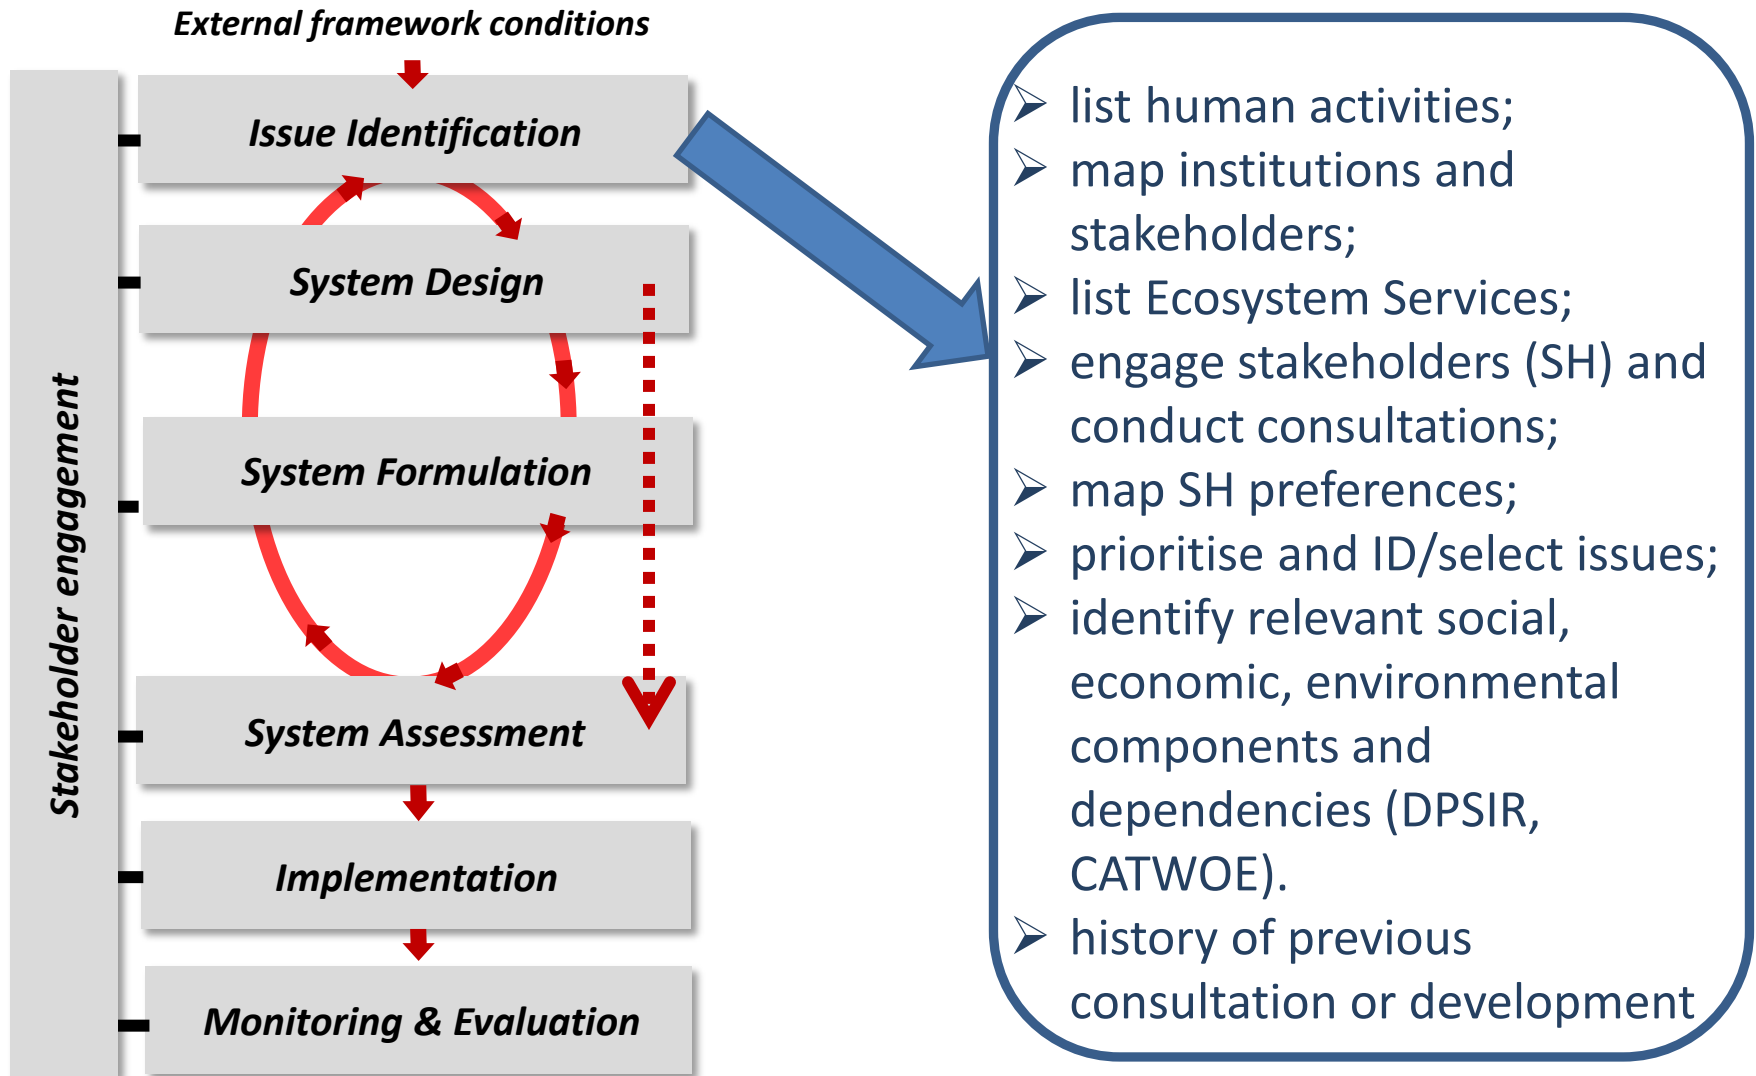 External framework conditions
Stakeholder engagement
Issue Identification
System Design
System Formulation
System Assessment
Implementation
Monitoring & Evaluation
➢ list human activities;
➢ map institutions and
stakeholders;
➢ list Ecosystem Services;
➢ engage stakeholders (SH) and
conduct consultations;
➢ map SH preferences;
➢ prioritise and ID/select issues;
➢ identify relevant social,
economic, environmental
components and
dependencies (DPSIR,
CATWOE).
➢ history of previous
consultation or development